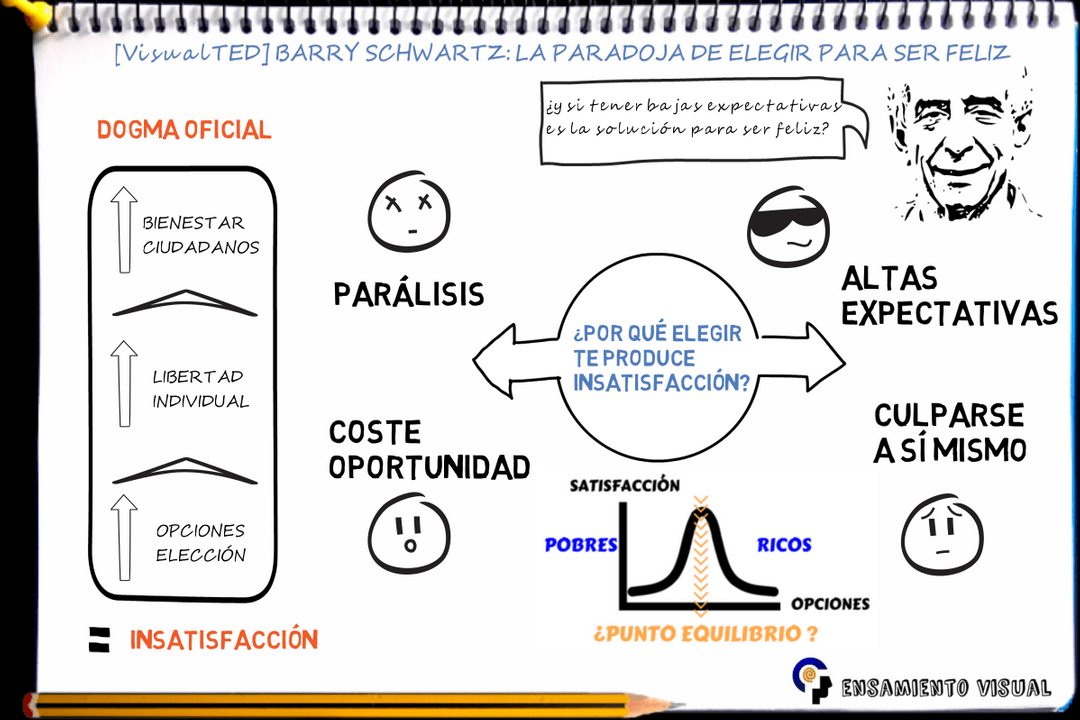 [VisualTED] BARRY SCHWARTZ: LA PARADOJA DE ELEGIR PARA SER FELIZ
¿y si tener bajas expectativas
es la solución para ser feliz?
DOGMA OFICIAL
BIENESTAR
CIUDADANOS
LIBERTAD
INDIVIDUAL
OPCIONES
ELECCIÓN
= INSATISFACCIÓN
PARÁLISIS
COSTE
OPORTUNIDAD
¿POR QUÉ ELEGIR
TE PRODUCE
INSATISFACCIÓN?
ALTAS
EXPECTATIVAS
CULPARSE
A SÍ MISMO
SATISFACCIÓN
POBRES
RICOS
OPCIONES
¿PUNTO EQUILIBRIO ?
PENSAMIENTO VISUAL